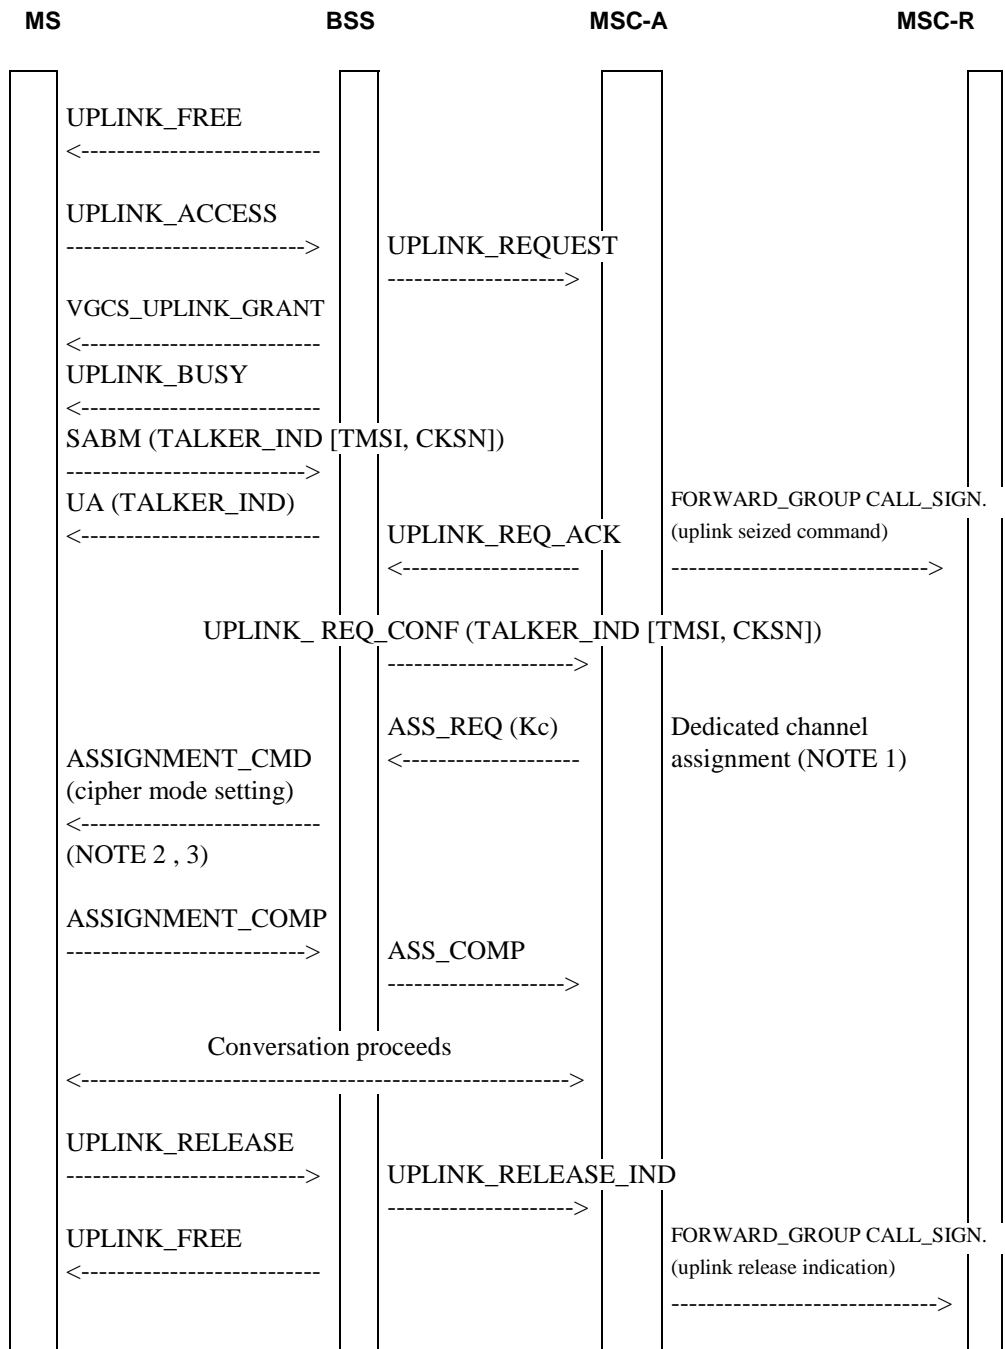 MS BSS MSC-A MSC-R
UPLINK_FREE
<---------------------------
UPLINK_ACCESS
--------------------------->
UPLINK_REQUEST
-------------------->
VGCS_UPLINK_GRANT
<---------------------------
UPLINK_BUSY
<---------------------------
SABM (TALKER_IND [TMSI, CKSN])
--------------------------->
UA (TALKER_IND)
<---------------------------
FORWARD_GROUP CALL_SIGN.
(uplink seized command)
UPLINK_REQ_ACK
<-------------------- ----------------------------->
UPLINK_ REQ_CONF (TALKER_IND [TMSI, CKSN])
--------------------->
ASS_REQ (Kc)
<--------------------
Dedicated channel
assignment (NOTE 1)
ASSIGNMENT_CMD
(cipher mode setting)
<---------------------------
(NOTE 2 , 3)
ASSIGNMENT_COMP
--------------------------->
ASS_COMP
-------------------->
Conversation proceeds
<------------------------------------------------------->
UPLINK_RELEASE
--------------------------->
UPLINK_RELEASE_IND
--------------------->
UPLINK_FREE
<---------------------------
FORWARD_GROUP CALL_SIGN.
(uplink release indication)
------------------------------>